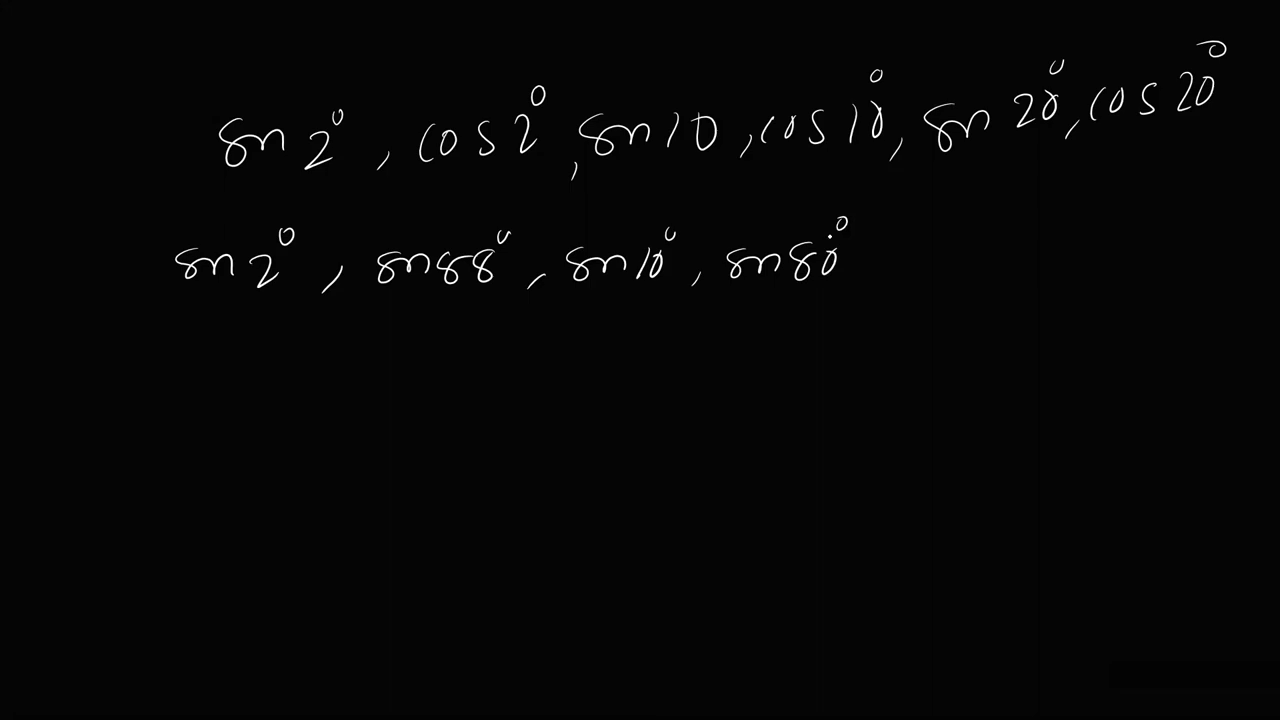 sin 2°, cos 2°, sin 10, cos 10°, sin 20°, cos 20°
sin 2°, sin 88°, sin 10°, sin 80°